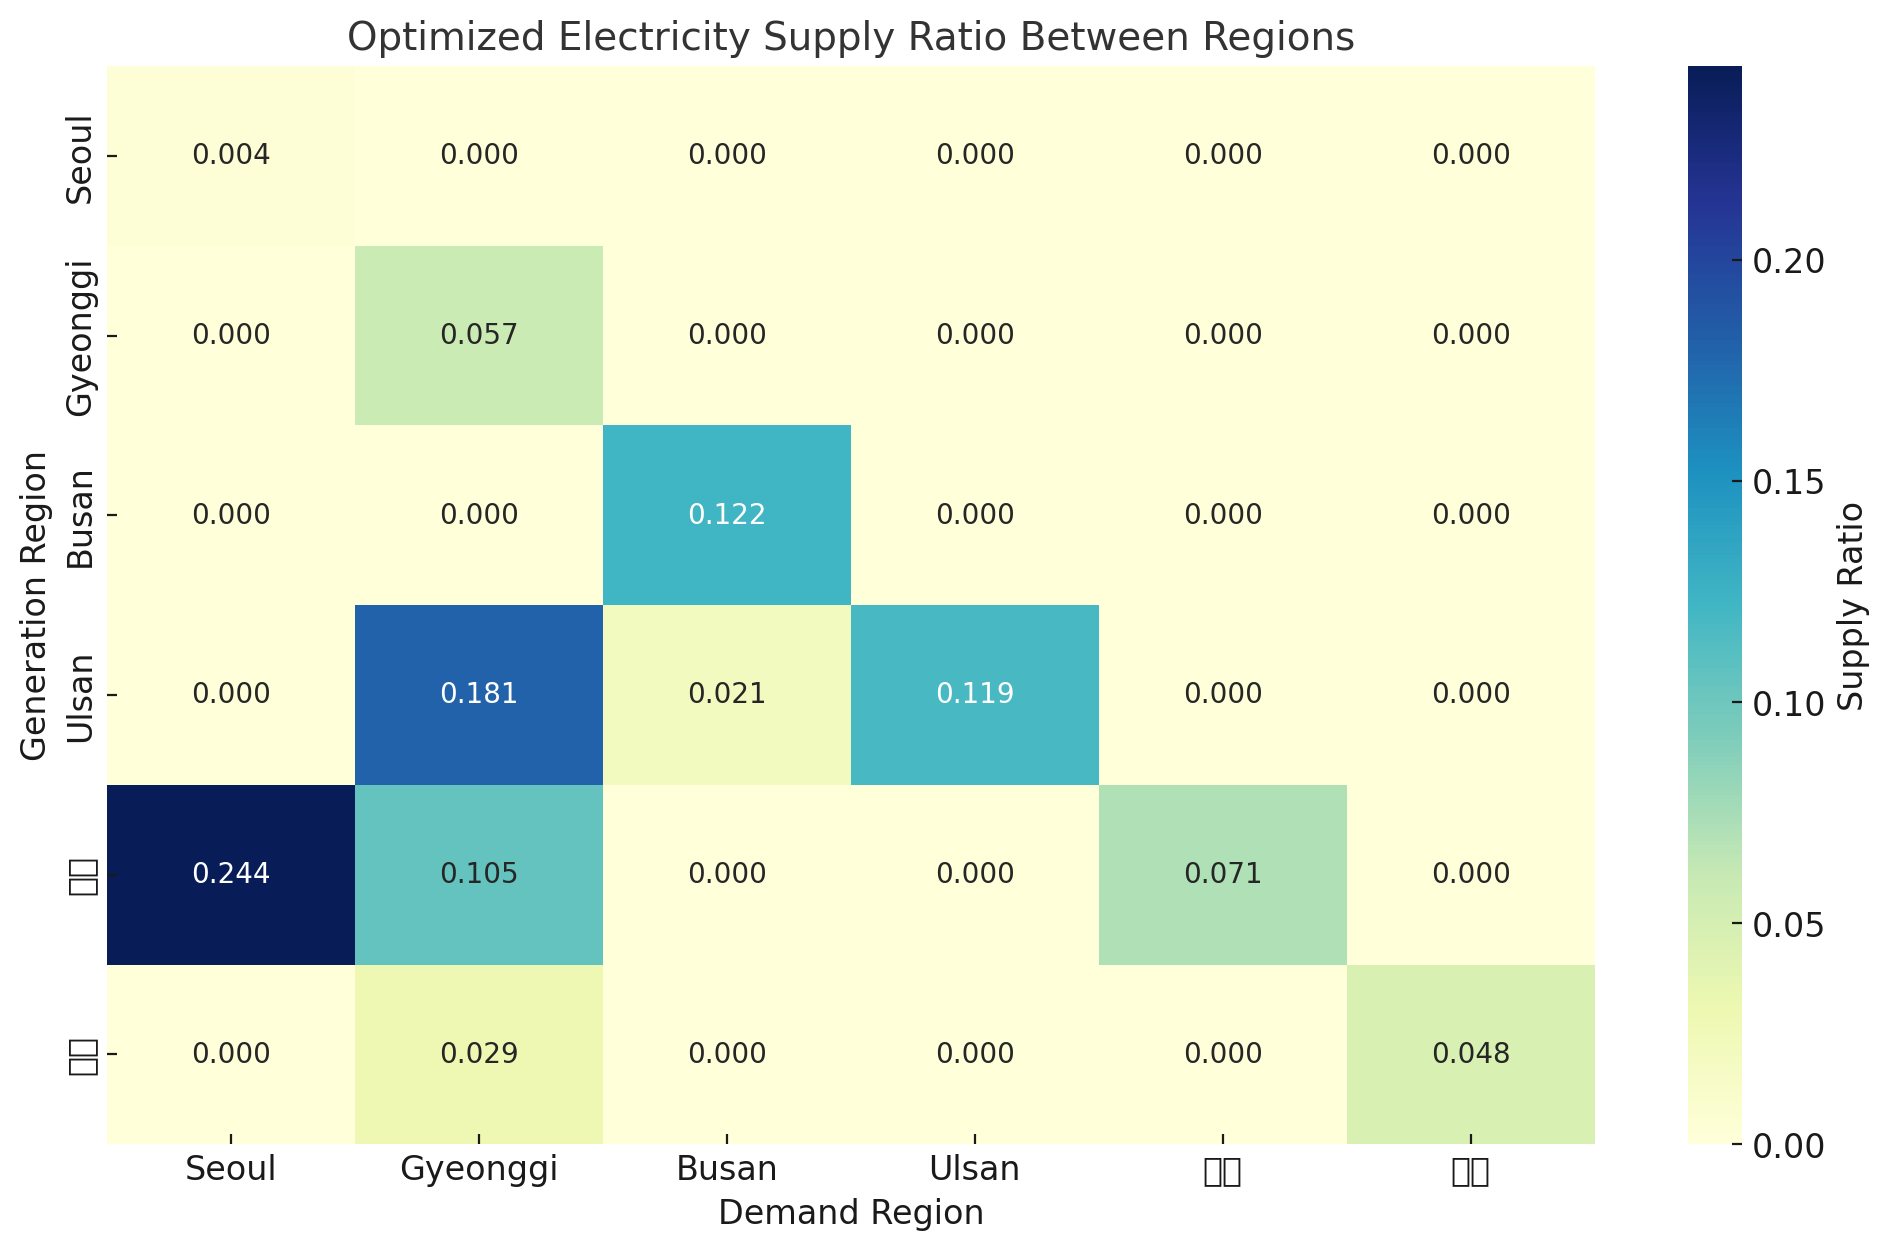 Optimized Electricity Supply Ratio Between Regions
Generation Region
Seoul
0.004 0.000 0.000 0.000 0.000 0.000
Gyeonggi
0.000 0.057 0.000 0.000 0.000 0.000
Busan
0.000 0.000 0.122 0.000 0.000 0.000
Ulsan
0.000 0.181 0.021 0.119 0.000 0.000
0.244 0.105 0.000 0.000 0.071 0.000
0.000 0.029 0.000 0.000 0.000 0.048
Seoul Gyeonggi Busan Ulsan
Demand Region
0.20
0.15
0.10
0.05
0.00
Supply Ratio